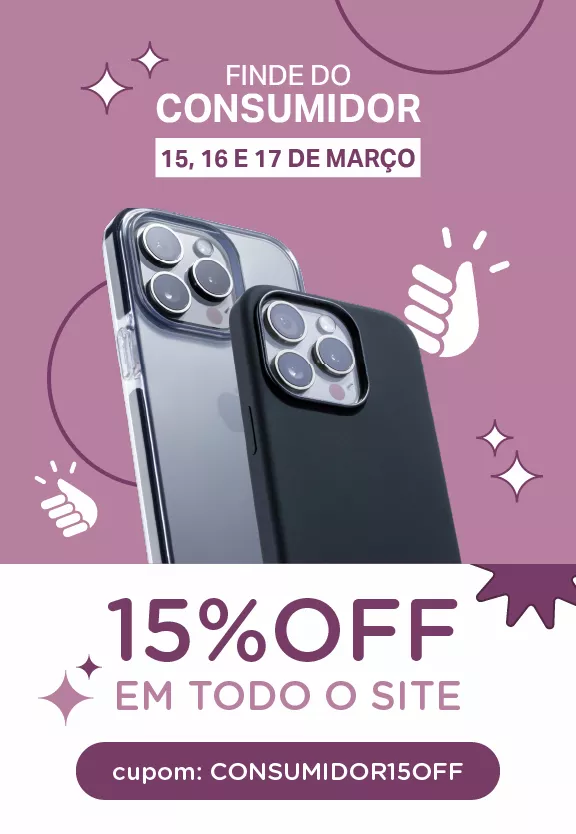 FINDE DO
CONSUMIDOR
15, 16 E 17 DE MARÇO
15%OFF
EM TODO O SITE
cupom: CONSUMIDOR15OFF